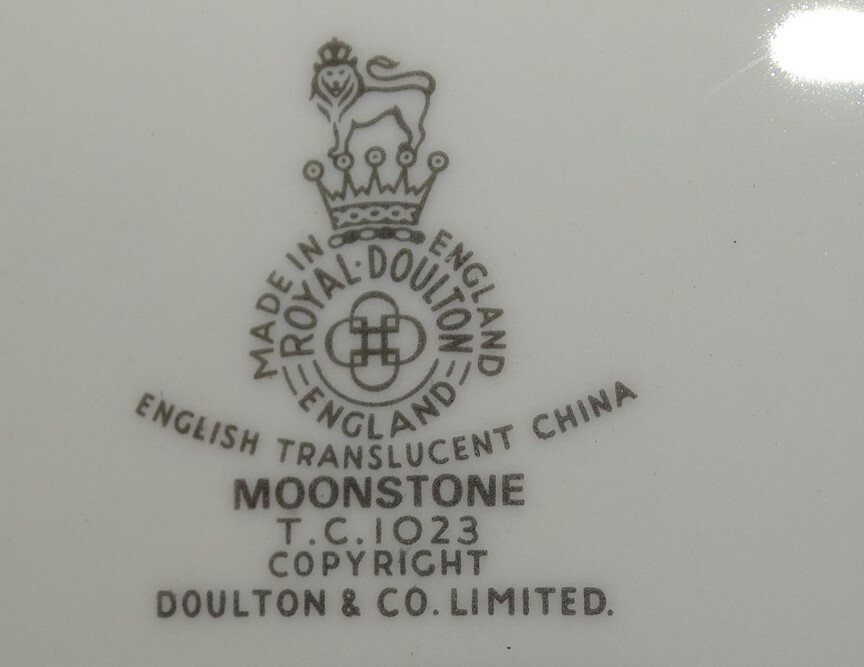 MADE IN ENGLAND
ROYAL·DOULTON
ENGLAND
ENGLISH TRANSLUCENT CHINA
MOONSTONE
T.C.1023
COPYRIGHT
DOULTON & CO. LIMITED.